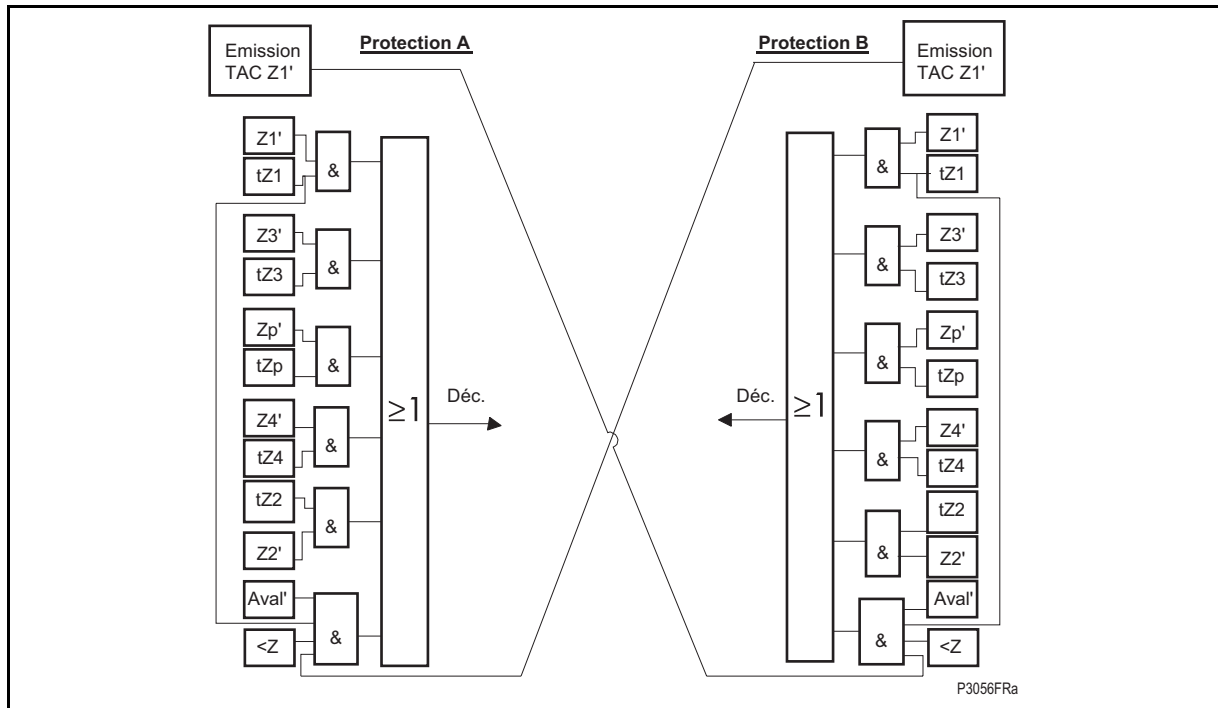 Emission
TAC Z1'
Protection A
Protection B
Emission
TAC Z1'
Z1'
tZ1
&
Z3'
tZ3
&
Zp'
tZp
&
Z4'
tZ4
&
tZ2
Z2'
&
Aval'
<Z
&
≥1
Déc.
Déc.
≥1
&
Z1'
tZ1
&
Z3'
tZ3
&
Zp'
tZp
&
Z4'
tZ4
&
tZ2
Z2'
&
Aval'
<Z
P3056FRa